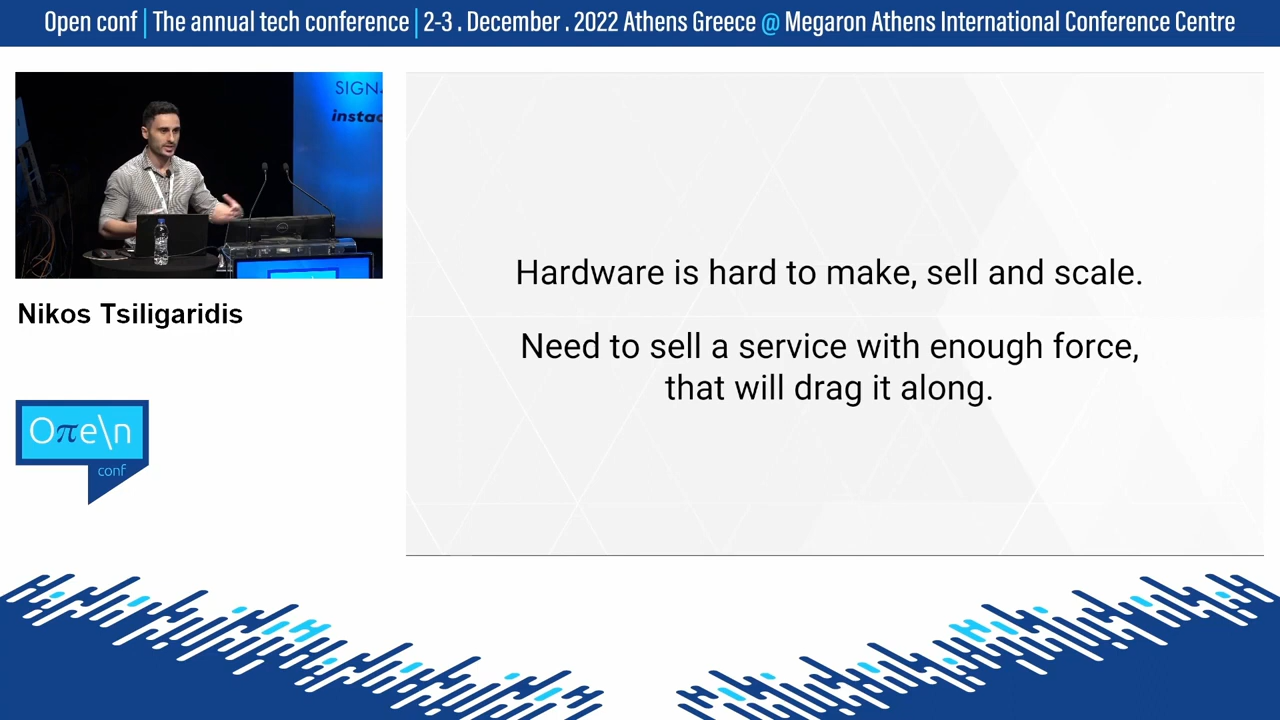 Open conf | The annual tech conference | 2-3 . December . 2022 Athens Greece @ Megaron Athens International Conference Centre
SIGN
instac
DELL
Nikos Tsiligaridis
Hardware is hard to make, sell and scale.
Need to sell a service with enough force,
that will drag it along.
Oπe\n
conf